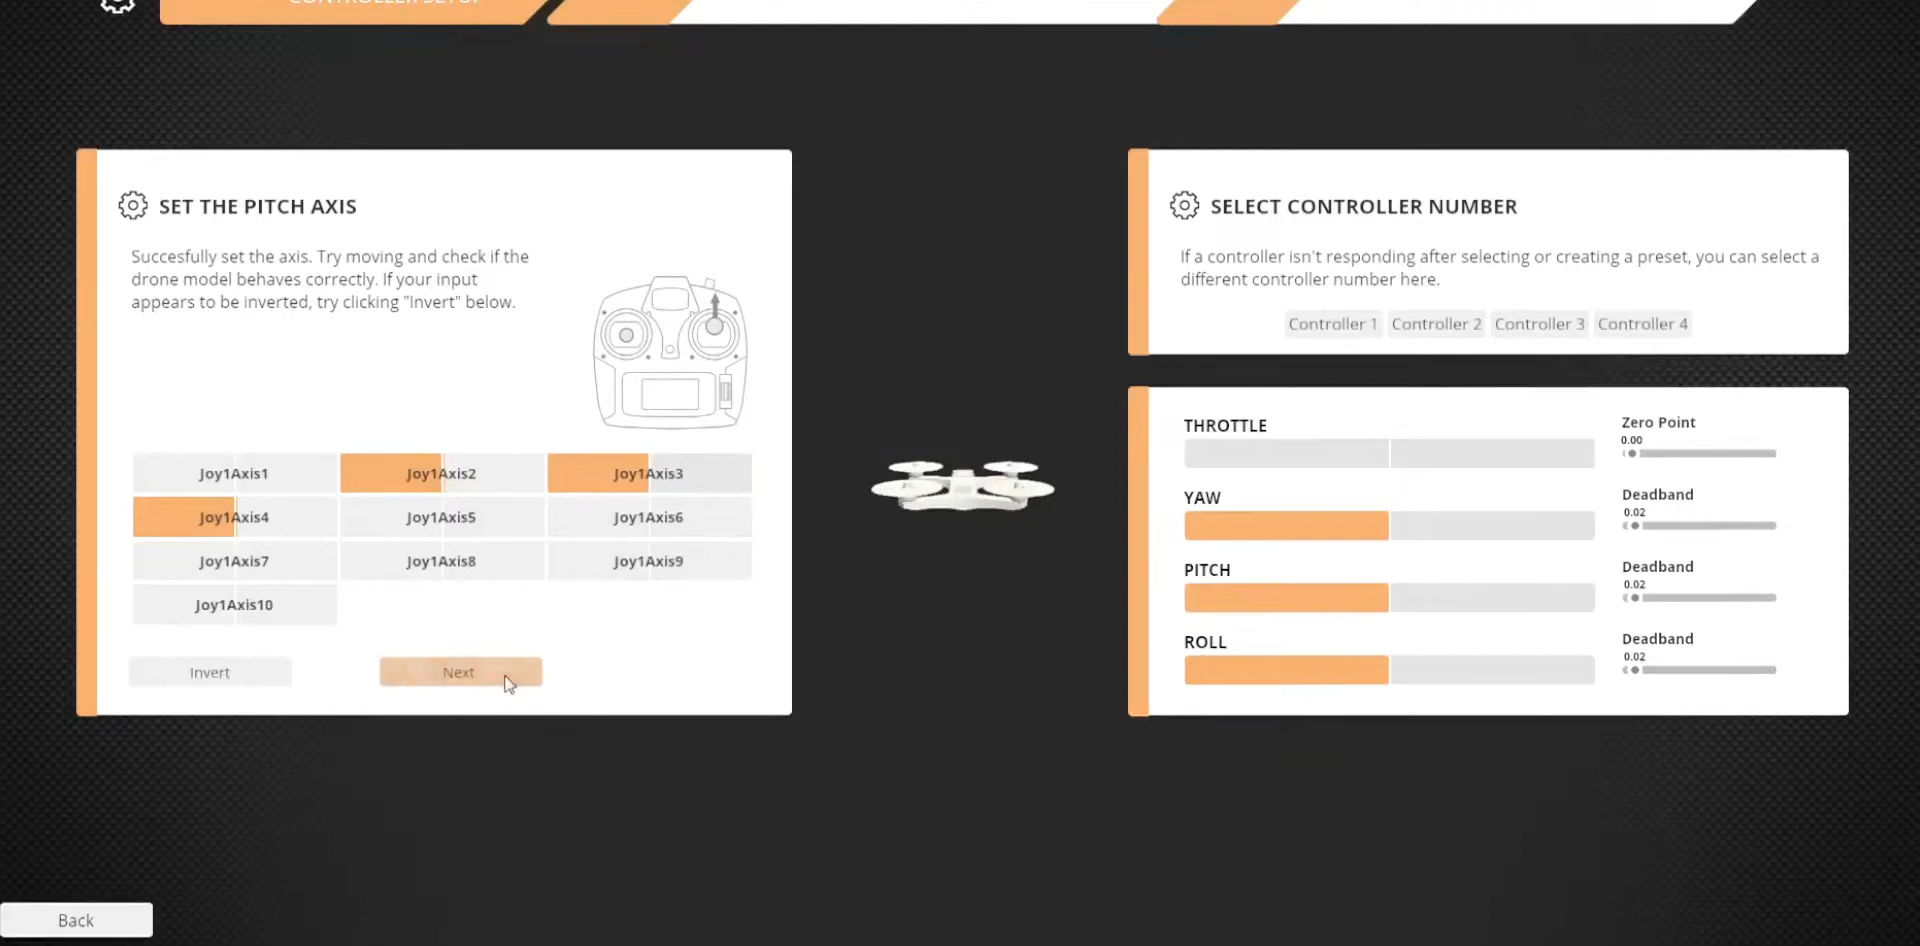 CONTROLLER SETUP
SET THE PITCH AXIS
Succesfully set the axis. Try moving and check if the
drone model behaves correctly. If your input
appears to be inverted, try clicking "Invert" below.
Joy1Axis1
Joy1Axis2
Joy1Axis3
Joy1Axis4
Joy1Axis5
Joy1Axis6
Joy1Axis7
Joy1Axis8
Joy1Axis9
Joy1Axis10
Invert
Next
SELECT CONTROLLER NUMBER
If a controller isn't responding after selecting or creating a preset, you can select a
different controller number here.
Controller 1
Controller 2
Controller 3
Controller 4
THROTTLE
Zero Point
0.00
YAW
Deadband
0.02
PITCH
Deadband
0.02
ROLL
Deadband
0.02
Back